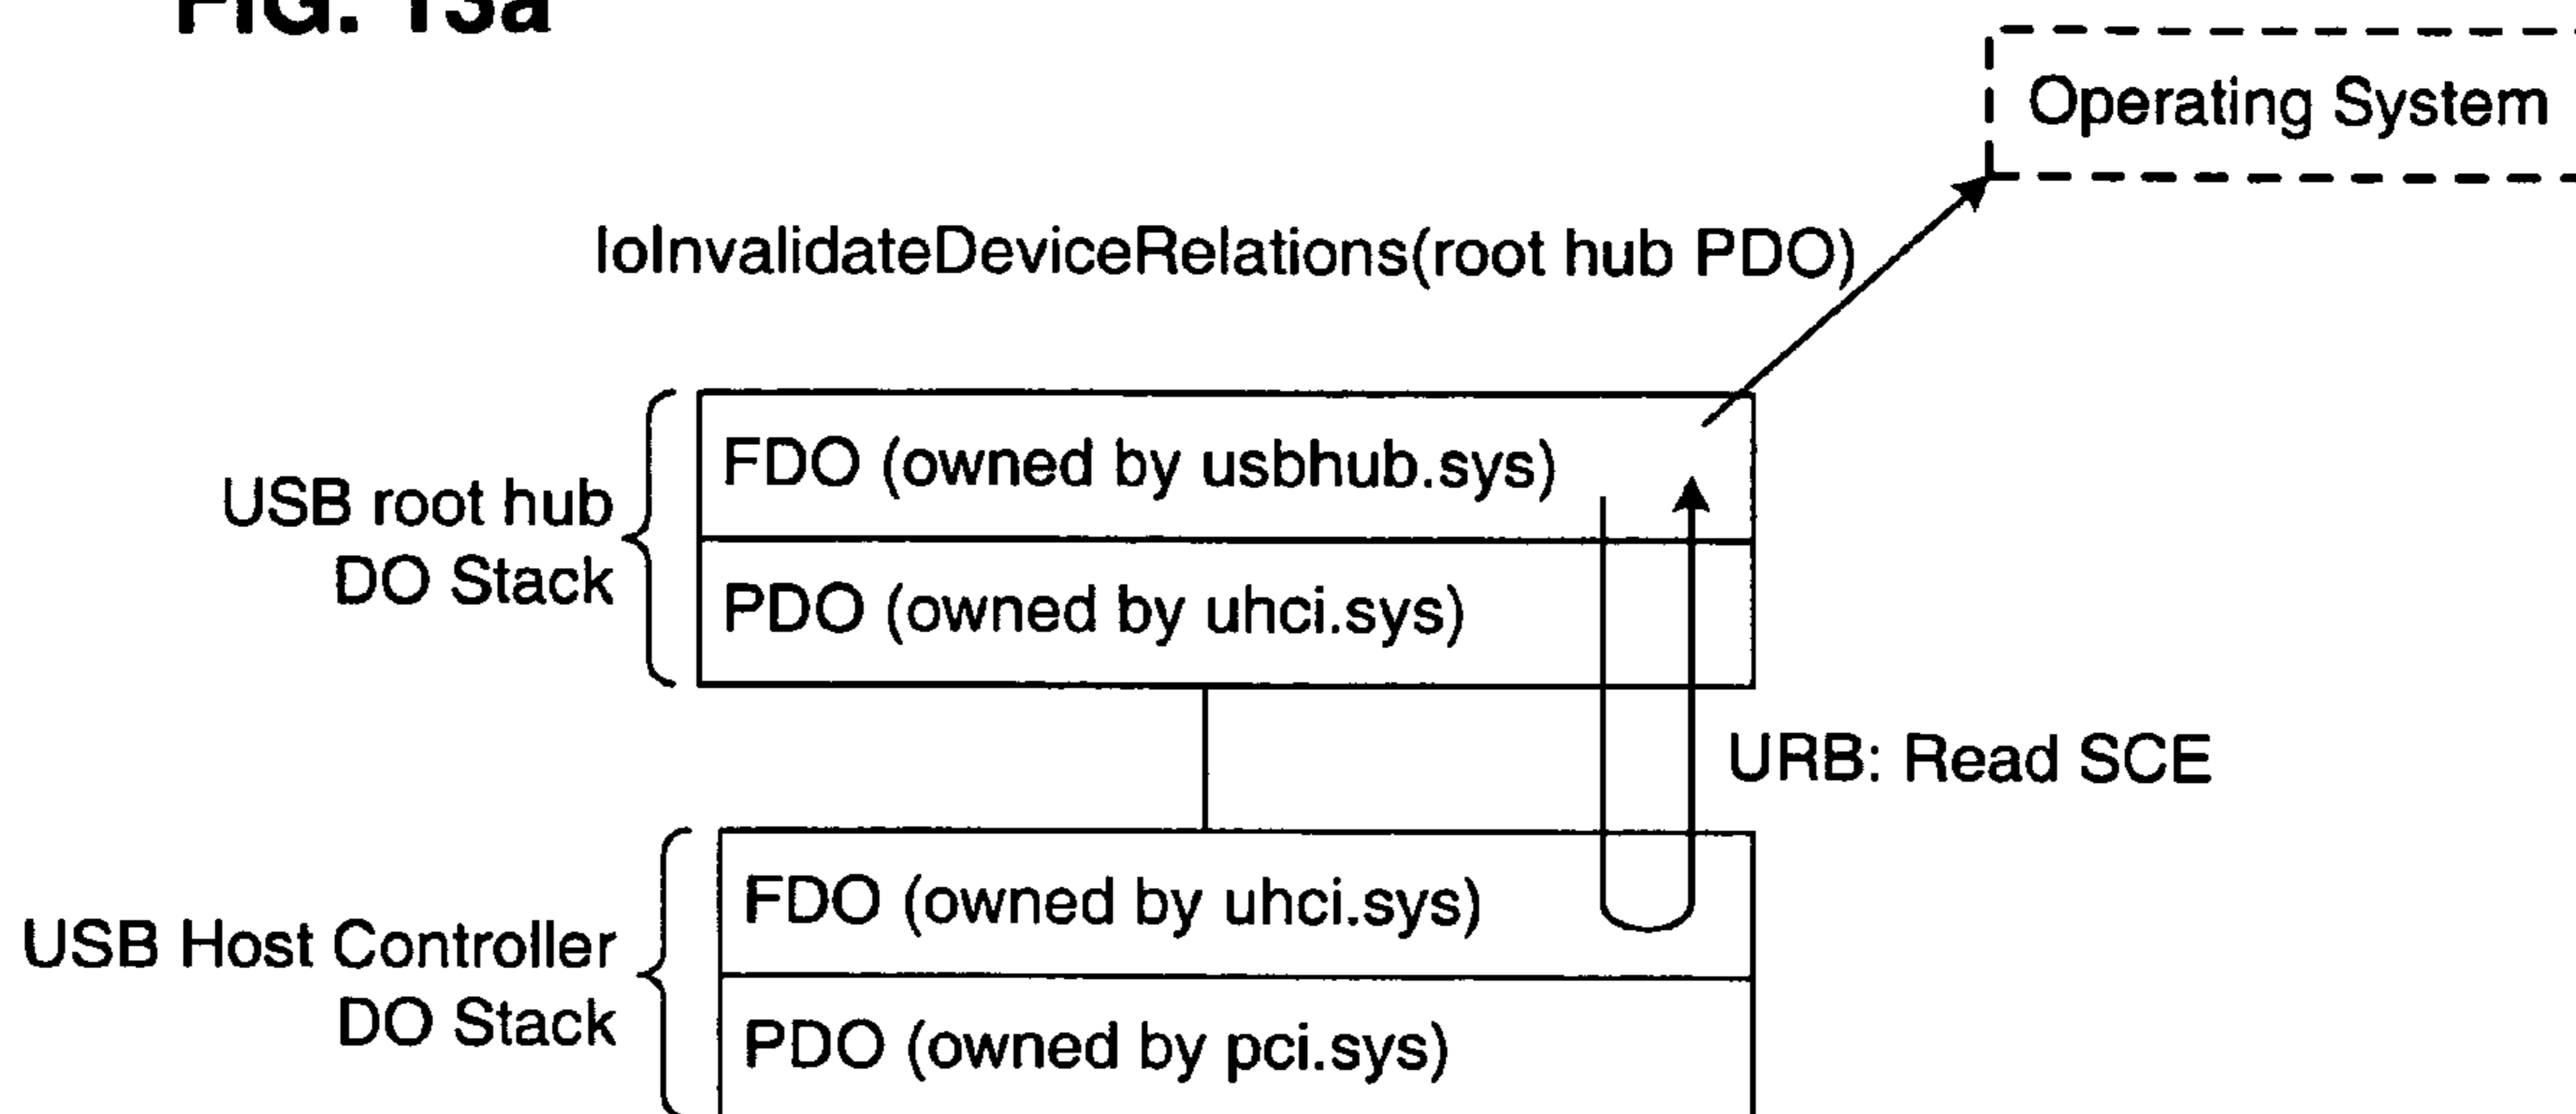 FIG. 13a
Operating System
IoInvalidateDeviceRelations(root hub PDO)
FDO (owned by usbhub.sys)
USB root hub
DO Stack
PDO (owned by uhci.sys)
URB: Read SCE
FDO (owned by uhci.sys)
USB Host Controller
DO Stack
PDO (owned by pci.sys)